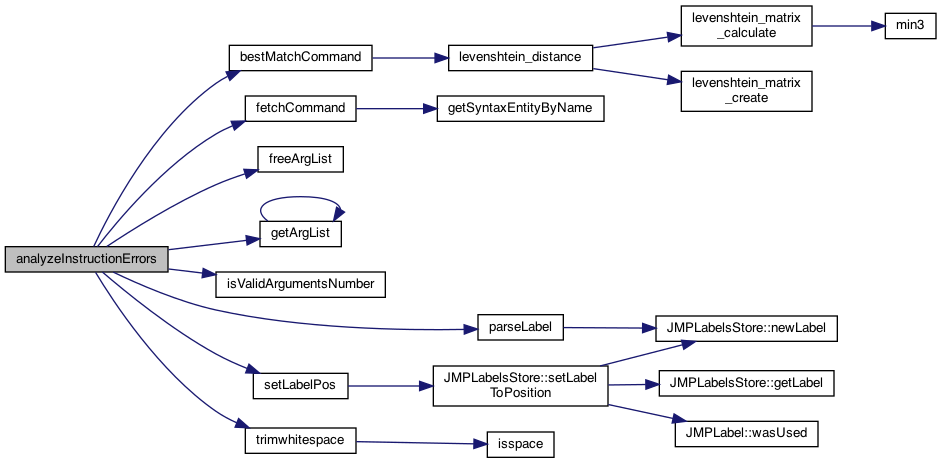 analyzeInstructionErrors
bestMatchCommand
levenshtein_distance
levenshtein_matrix
_calculate
min3
levenshtein_matrix
_create
fetchCommand
getSyntaxEntityByName
freeArgList
getArgList
isValidArgumentsNumber
parseLabel
JMPLabelsStore::newLabel
setLabelPos
JMPLabelsStore::setLabel
ToPosition
JMPLabelsStore::getLabel
JMPLabel::wasUsed
trimwhitespace
isspace